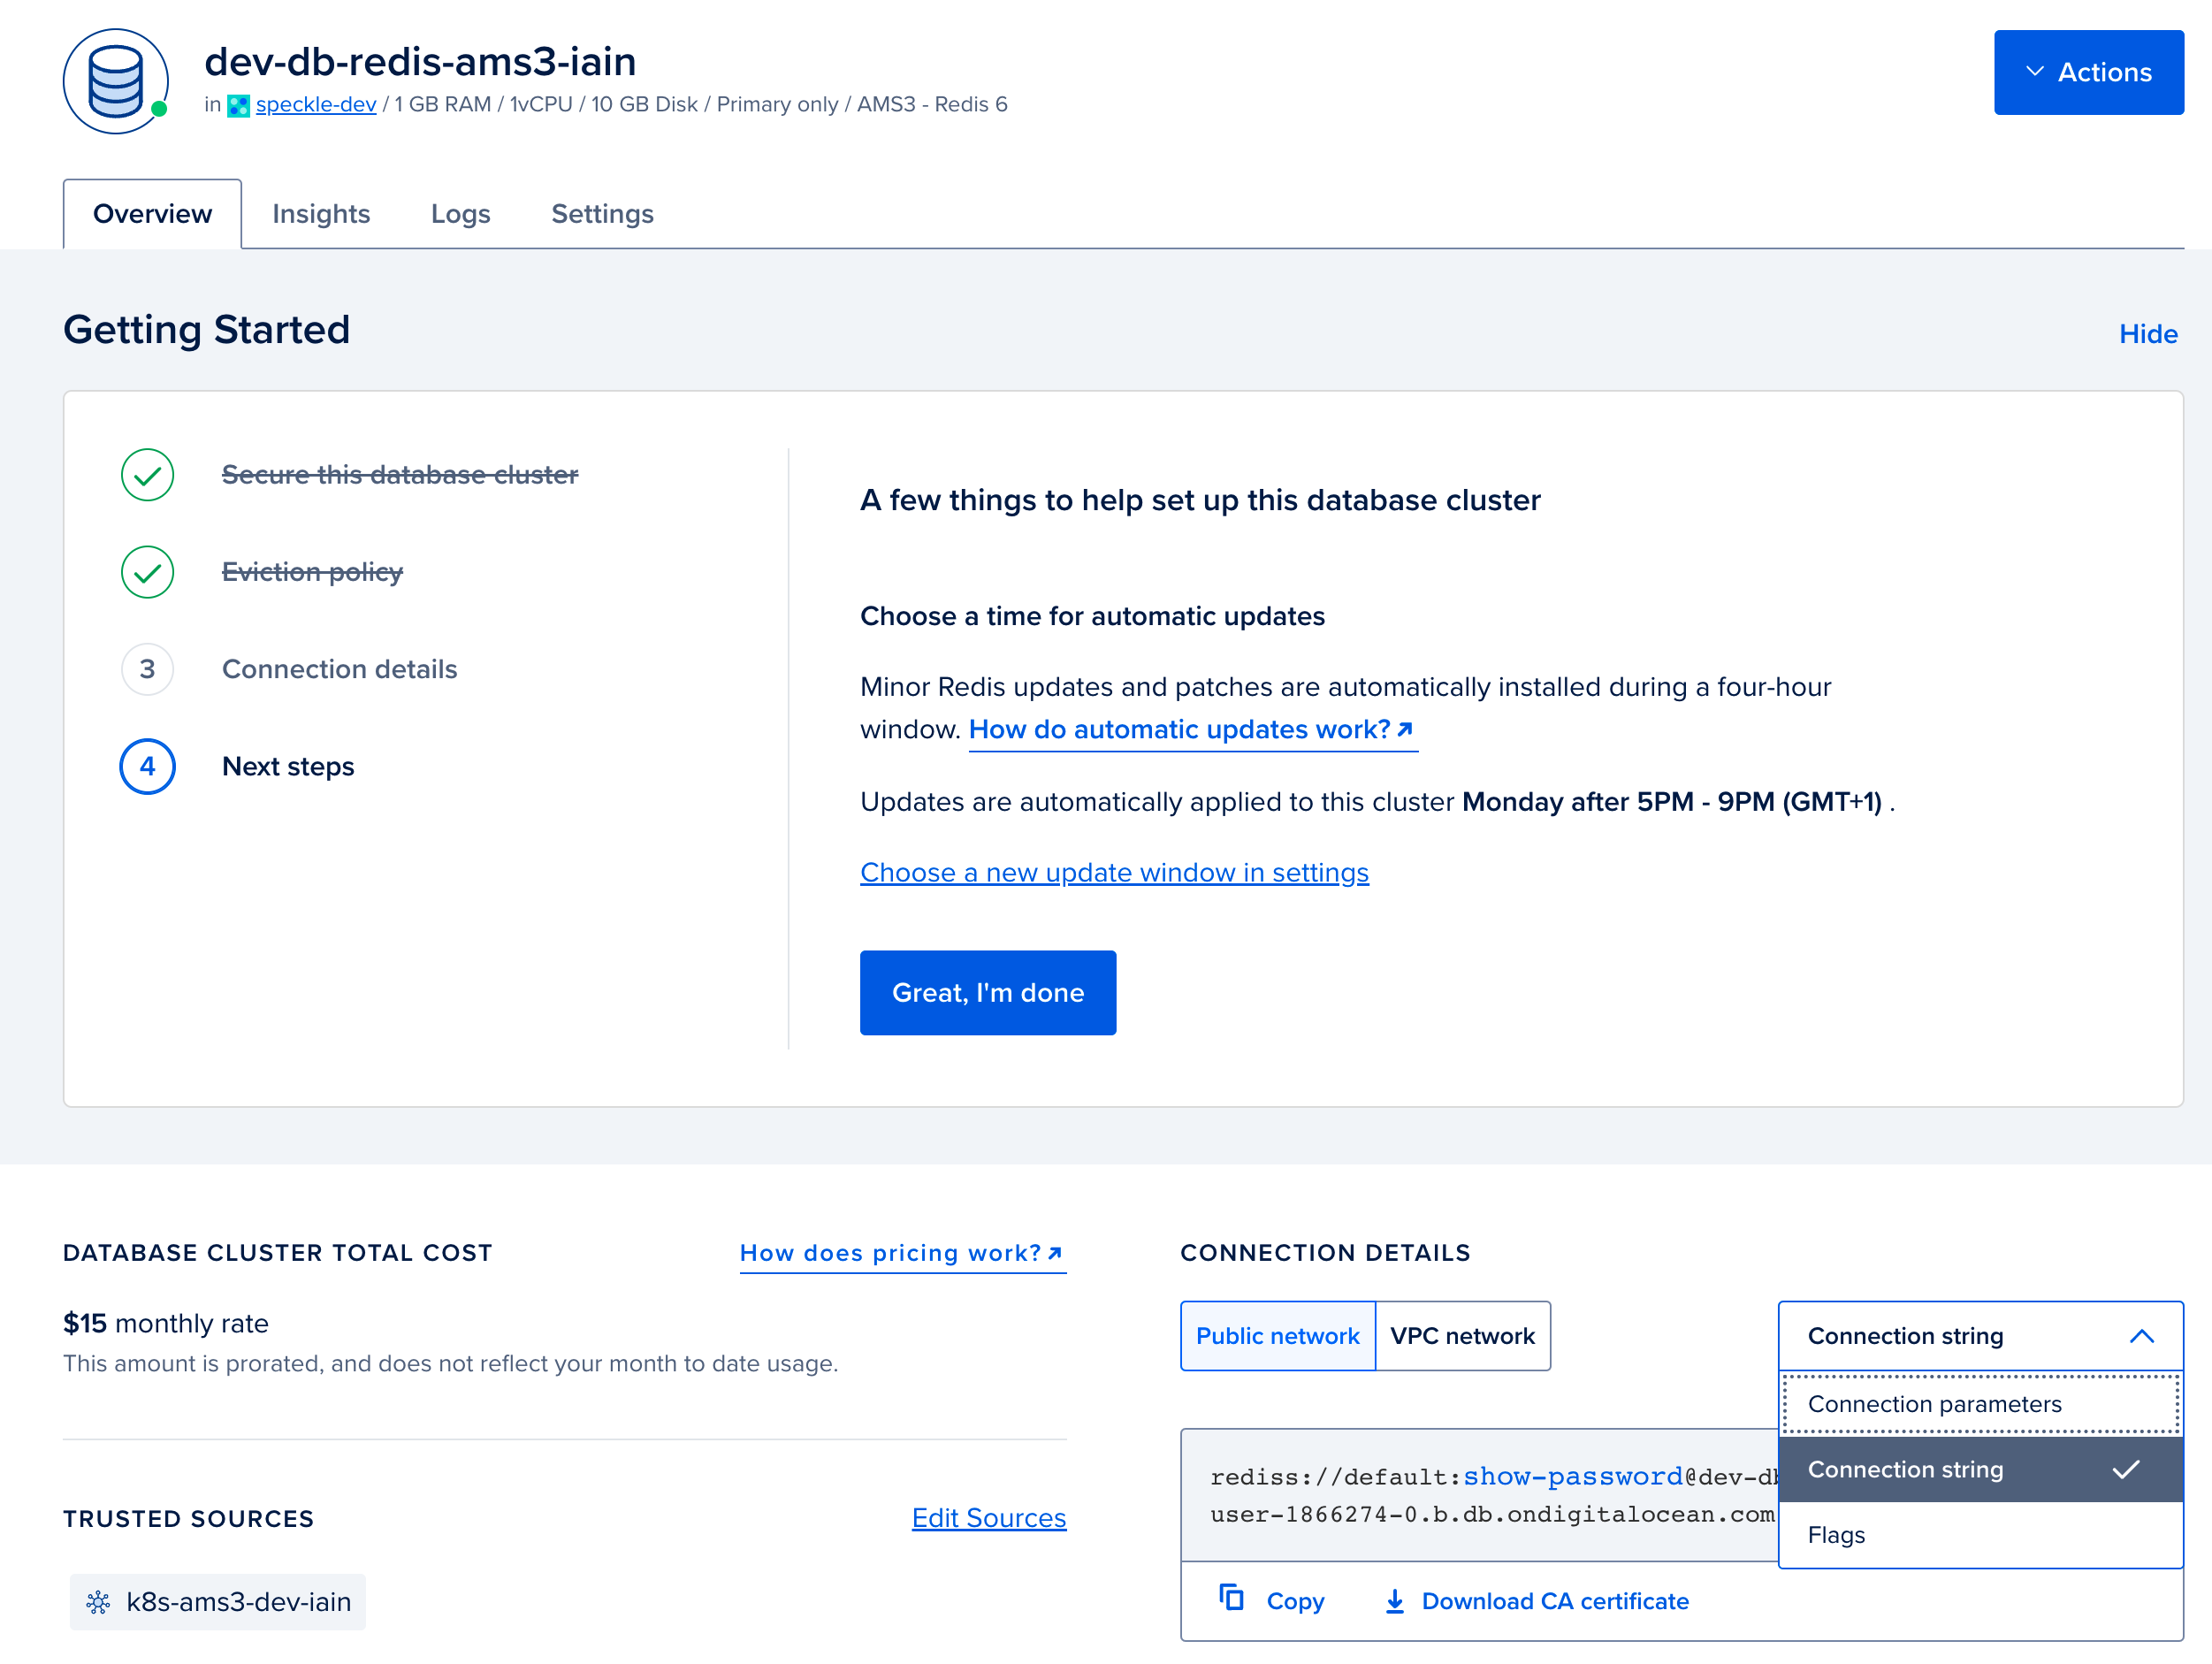 dev-db-redis-ams3-iain
in speckle-dev / 1 GB RAM / 1vCPU / 10 GB Disk / Primary only / AMS3 - Redis 6
Actions
Overview
Insights
Logs
Settings
Getting Started
Hide
Secure this database cluster
Eviction policy
3 Connection details
4 Next steps
A few things to help set up this database cluster
Choose a time for automatic updates
Minor Redis updates and patches are automatically installed during a four-hour
window. How do automatic updates work?
Updates are automatically applied to this cluster Monday after 5PM - 9PM (GMT+1) .
Choose a new update window in settings
Great, I'm done
DATABASE CLUSTER TOTAL COST
How does pricing work?
$15 monthly rate
This amount is prorated, and does not reflect your month to date usage.
TRUSTED SOURCES
Edit Sources
k8s-ams3-dev-iain
CONNECTION DETAILS
Public network
VPC network
Connection string
Connection parameters
Connection string
Flags
rediss://default:show-password@dev-db
user-1866274-0.b.db.ondigitalocean.com
Copy
Download CA certificate